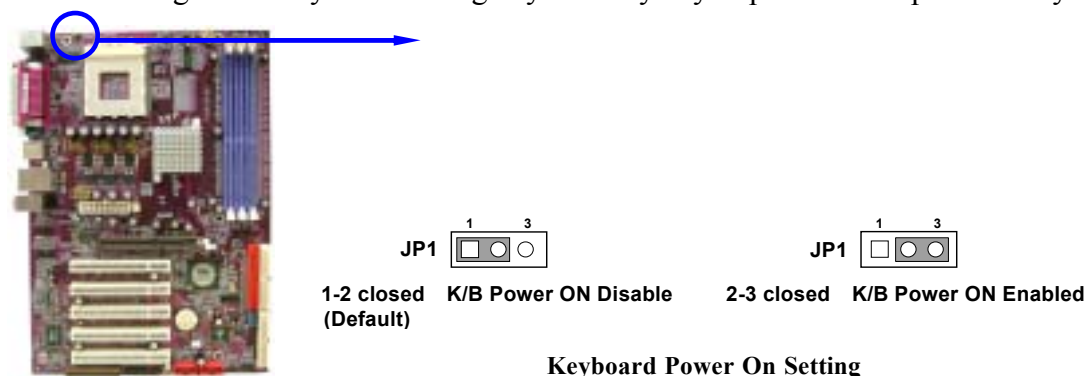 1 3
JP1
1-2 closed K/B Power ON Disable
(Default)
1 3
JP1
2-3 closed K/B Power ON Enabled
Keyboard Power On Setting